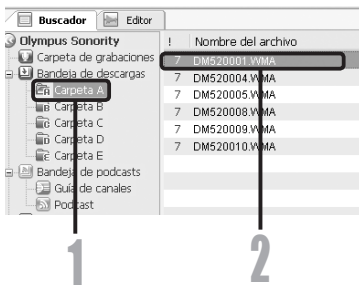 Buscador
Editor
Olympus Sonority
Carpeta de grabaciones
Bandeja de descargas
Carpeta A
Carpeta B
Carpeta C
Carpeta D
Carpeta E
Bandeja de podcasts
Guía de canales
Podcast
! Nombre del archivo
7 DM520001.WMA
7 DM520004.WMA
7 DM520005.WMA
7 DM520008.WMA
7 DM520009.WMA
7 DM520010.WMA
1
2